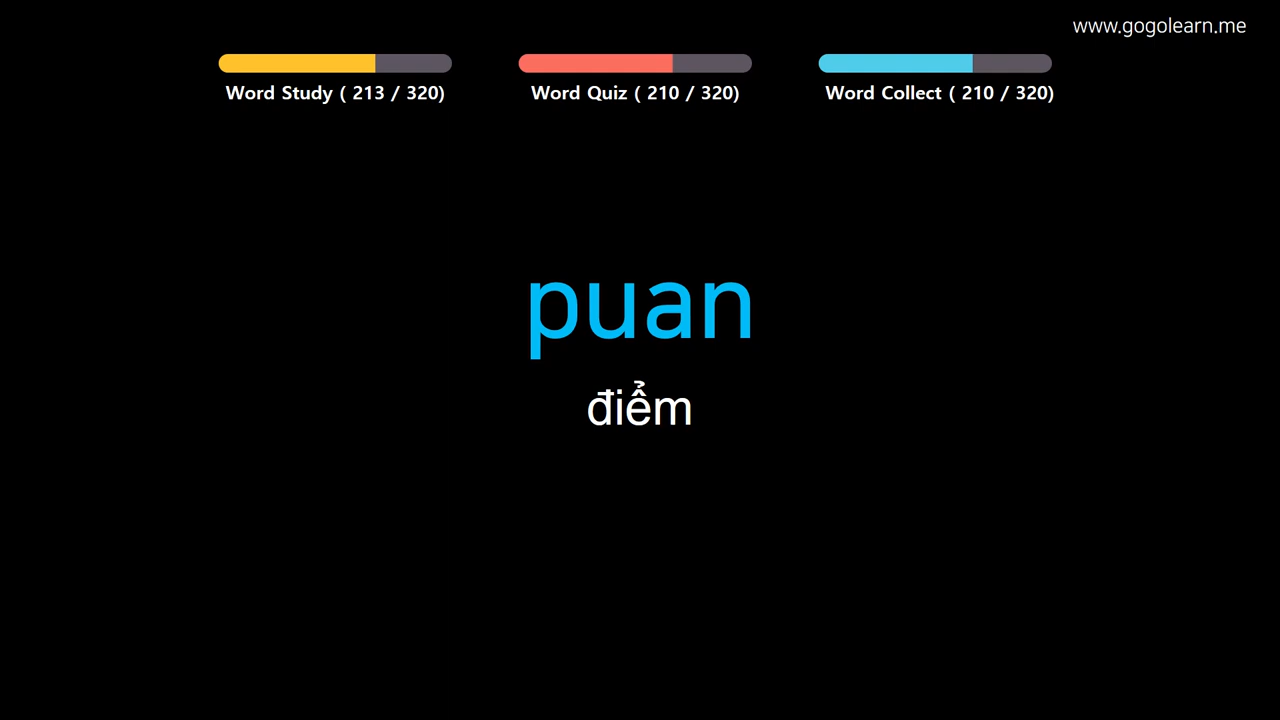 www.gogolearn.me
Word Study ( 213 / 320)
Word Quiz ( 210 / 320)
Word Collect ( 210 / 320)
puan
điểm